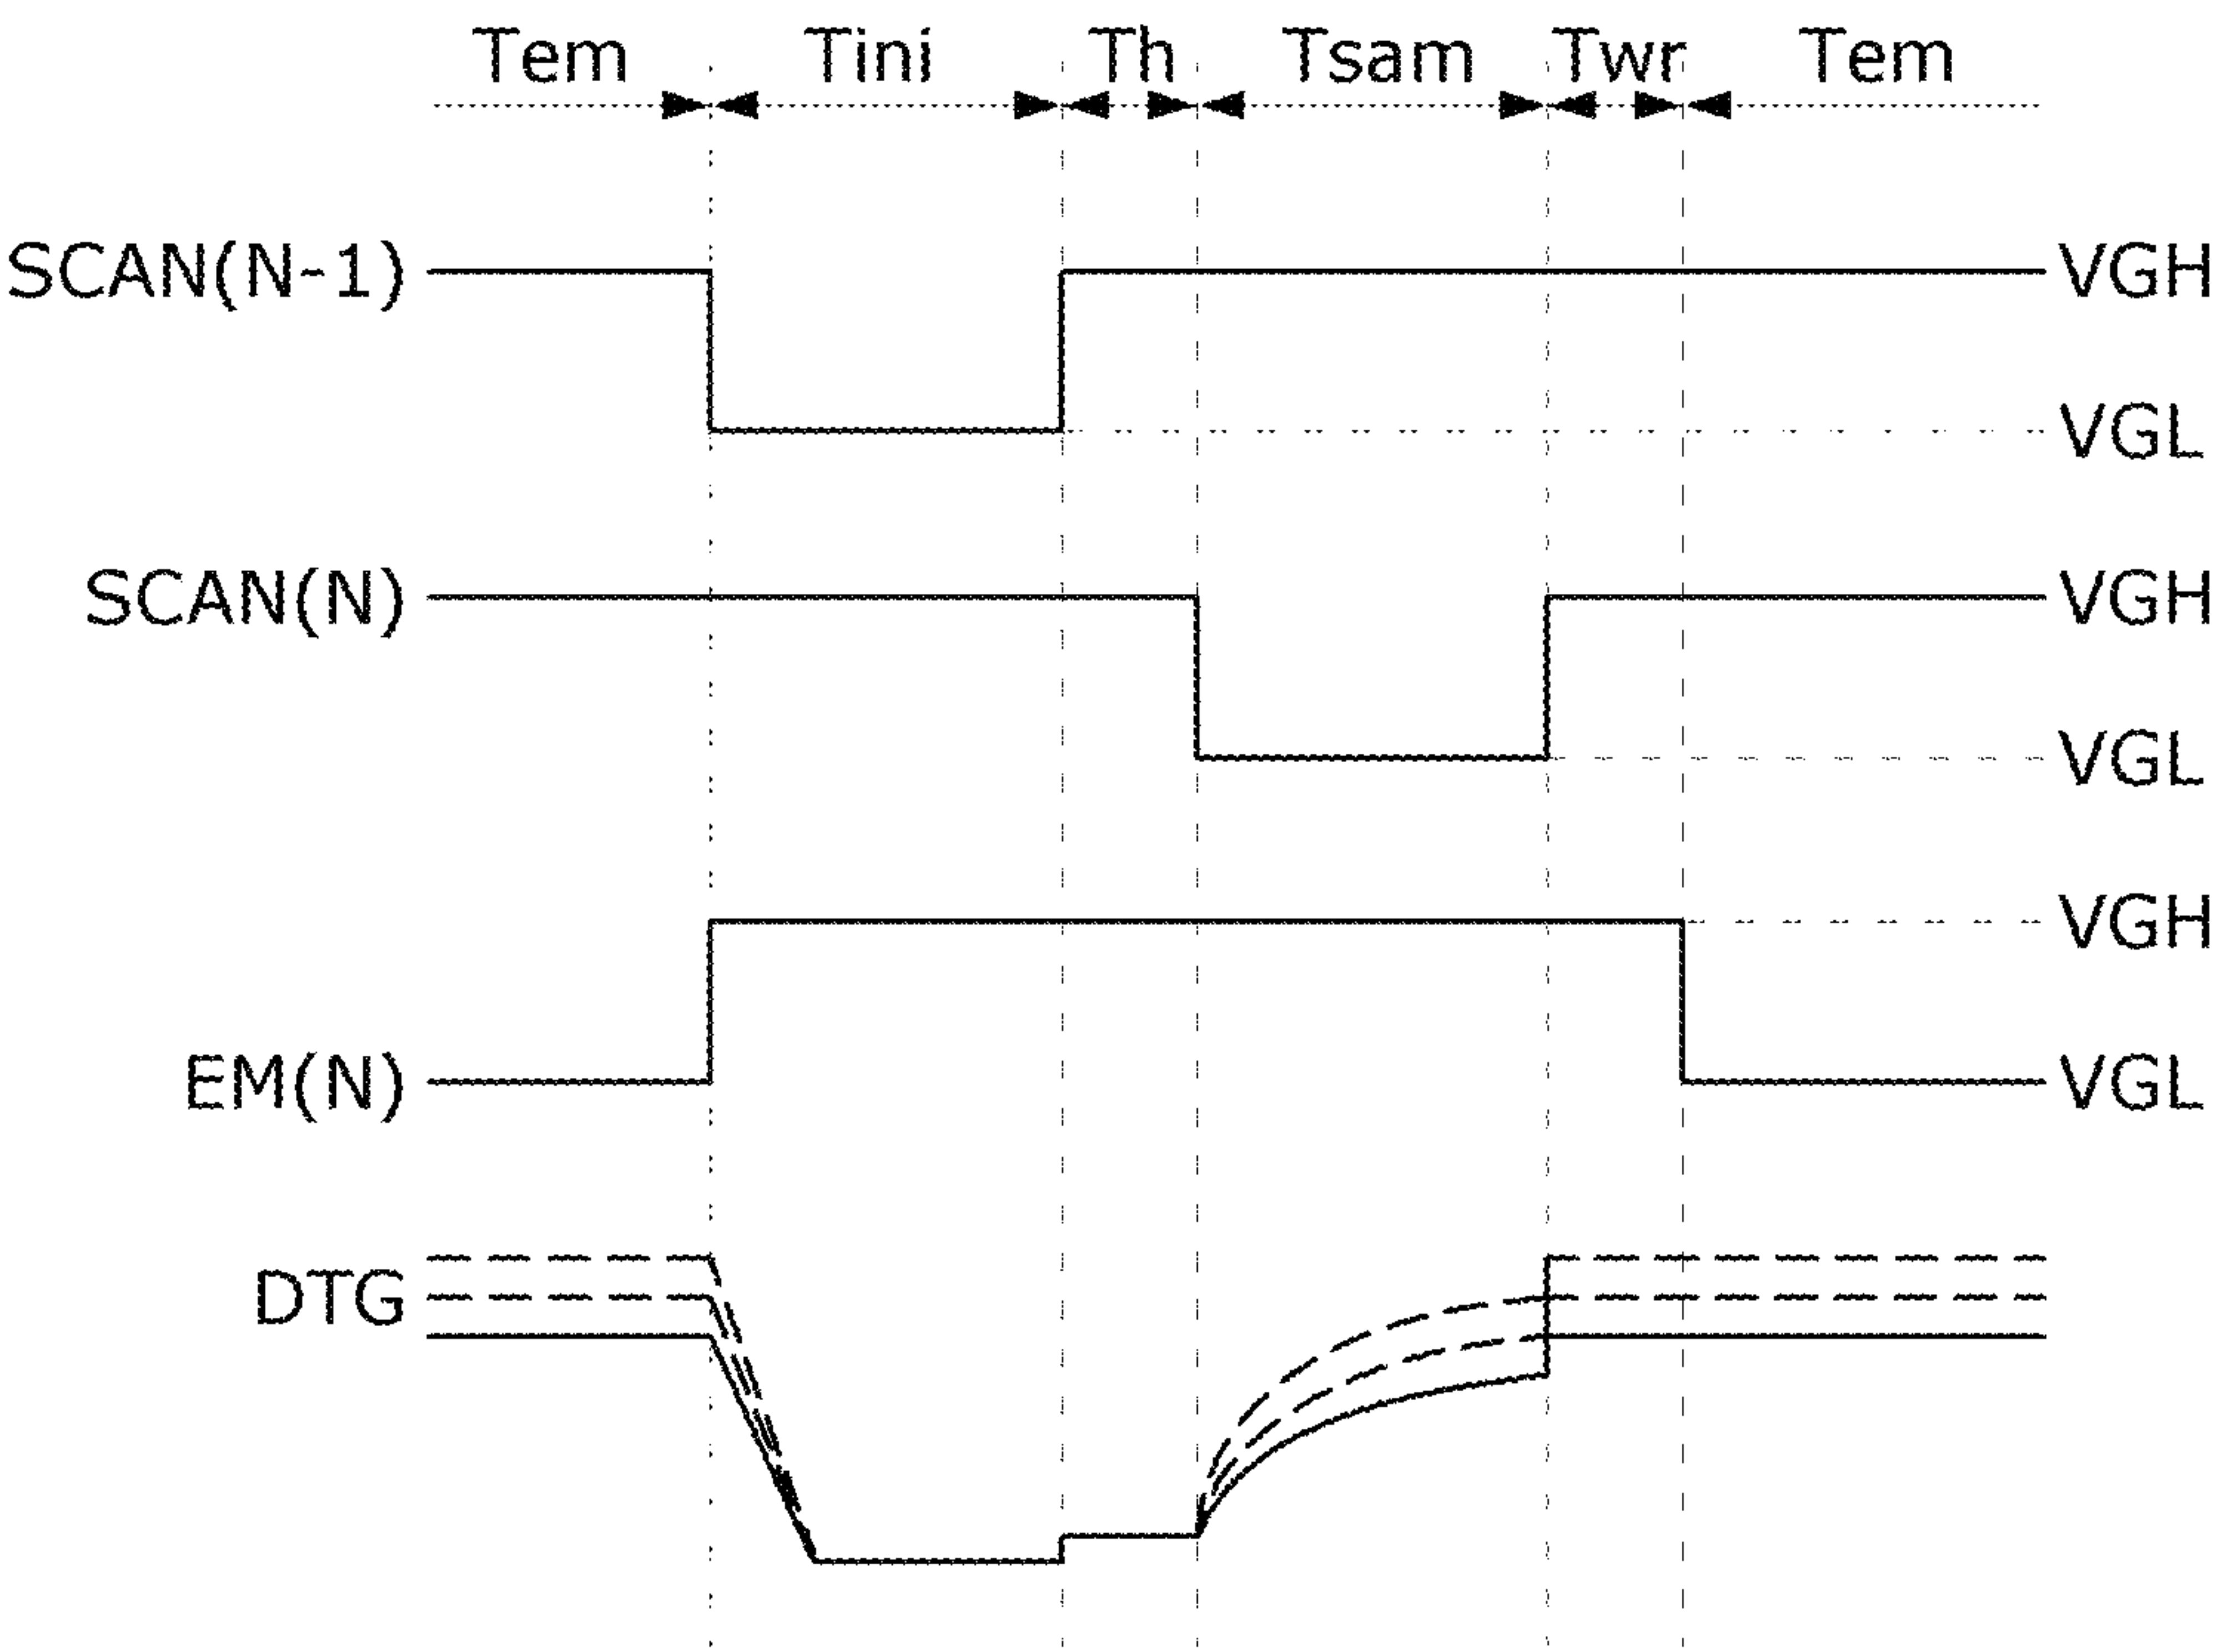 Tem Tini Th Tsam Twr Tem
SCAN(N-1) VGH
VGL
SCAN(N) VGH
VGL
VGH
EM(N) VGL
DTG